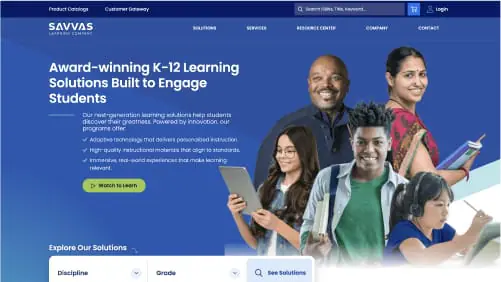 Product Catalogs
Customer Gateway
Search ISBNs, Title, Keyword...
Login
SAVVAS
LEARNING COMPANY
SOLUTIONS
SERVICES
RESOURCE CENTER
COMPANY
CONTACT
Award-winning K-12 Learning
Solutions Built to Engage
Students
Our next-generation learning solutions help students
discover their greatness. Powered by innovation, our
programs offer:
Adaptive technology that delivers personalized instruction.
High-quality instructional materials that align to standards.
Immersive, real-world experiences that make learning
relevant.
Watch to Learn
Explore Our Solutions
Discipline
Grade
See Solutions